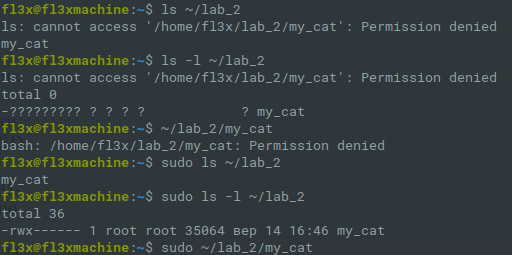 fl3x@fl3xmachine:~$ ls ~/lab_2
ls: cannot access '/home/fl3x/lab_2/my_cat': Permission denied
my_cat
fl3x@fl3xmachine:~$ ls -l ~/lab_2
ls: cannot access '/home/fl3x/lab_2/my_cat': Permission denied
total 0
-????????? ? ? ? ?            ? my_cat
fl3x@fl3xmachine:~$ ~/lab_2/my_cat
bash: /home/fl3x/lab_2/my_cat: Permission denied
fl3x@fl3xmachine:~$ sudo ls ~/lab_2
my_cat
fl3x@fl3xmachine:~$ sudo ls -l ~/lab_2
total 36
-rwx------ 1 root root 35064 вер 14 16:46 my_cat
fl3x@fl3xmachine:~$ sudo ~/lab_2/my_cat